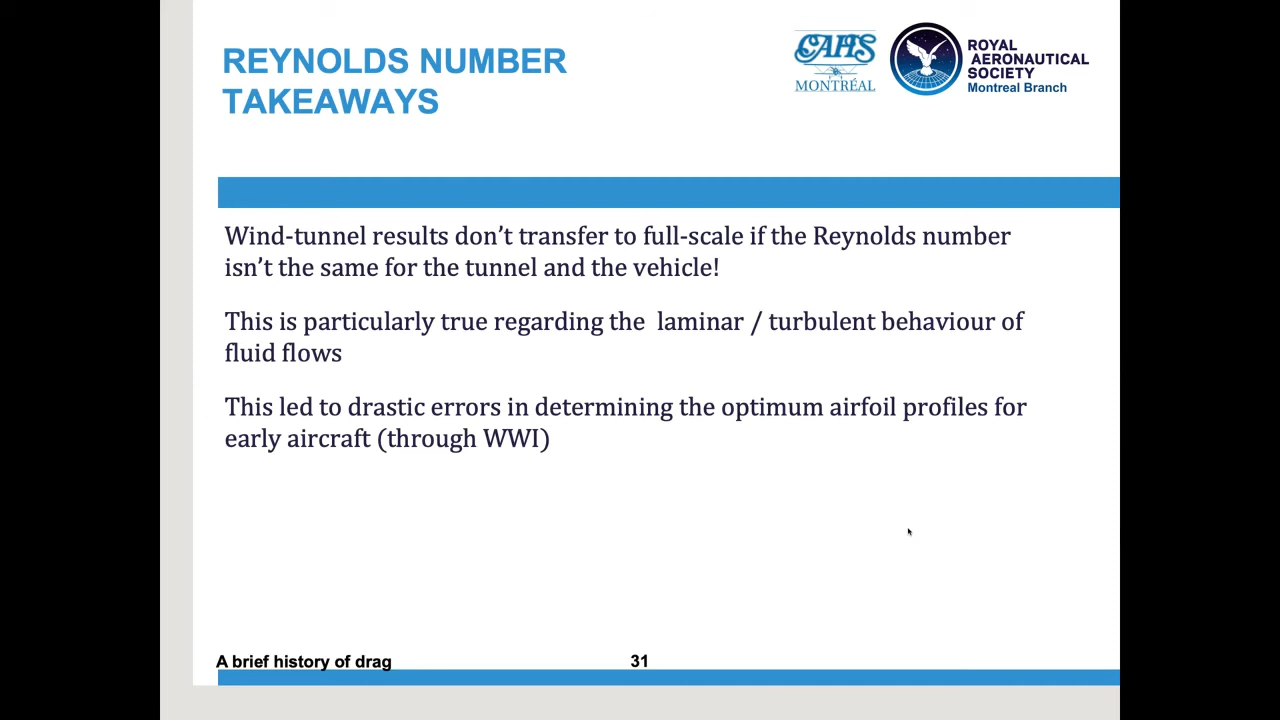 REYNOLDS NUMBER
TAKEAWAYS
CAHS
MONTRÉAL
ROYAL
AERONAUTICAL
SOCIETY
Montreal Branch
Wind-tunnel results don’t transfer to full-scale if the Reynolds number
isn’t the same for the tunnel and the vehicle!
This is particularly true regarding the  laminar / turbulent behaviour of
fluid flows
This led to drastic errors in determining the optimum airfoil profiles for
early aircraft (through WWI)
A brief history of drag
31